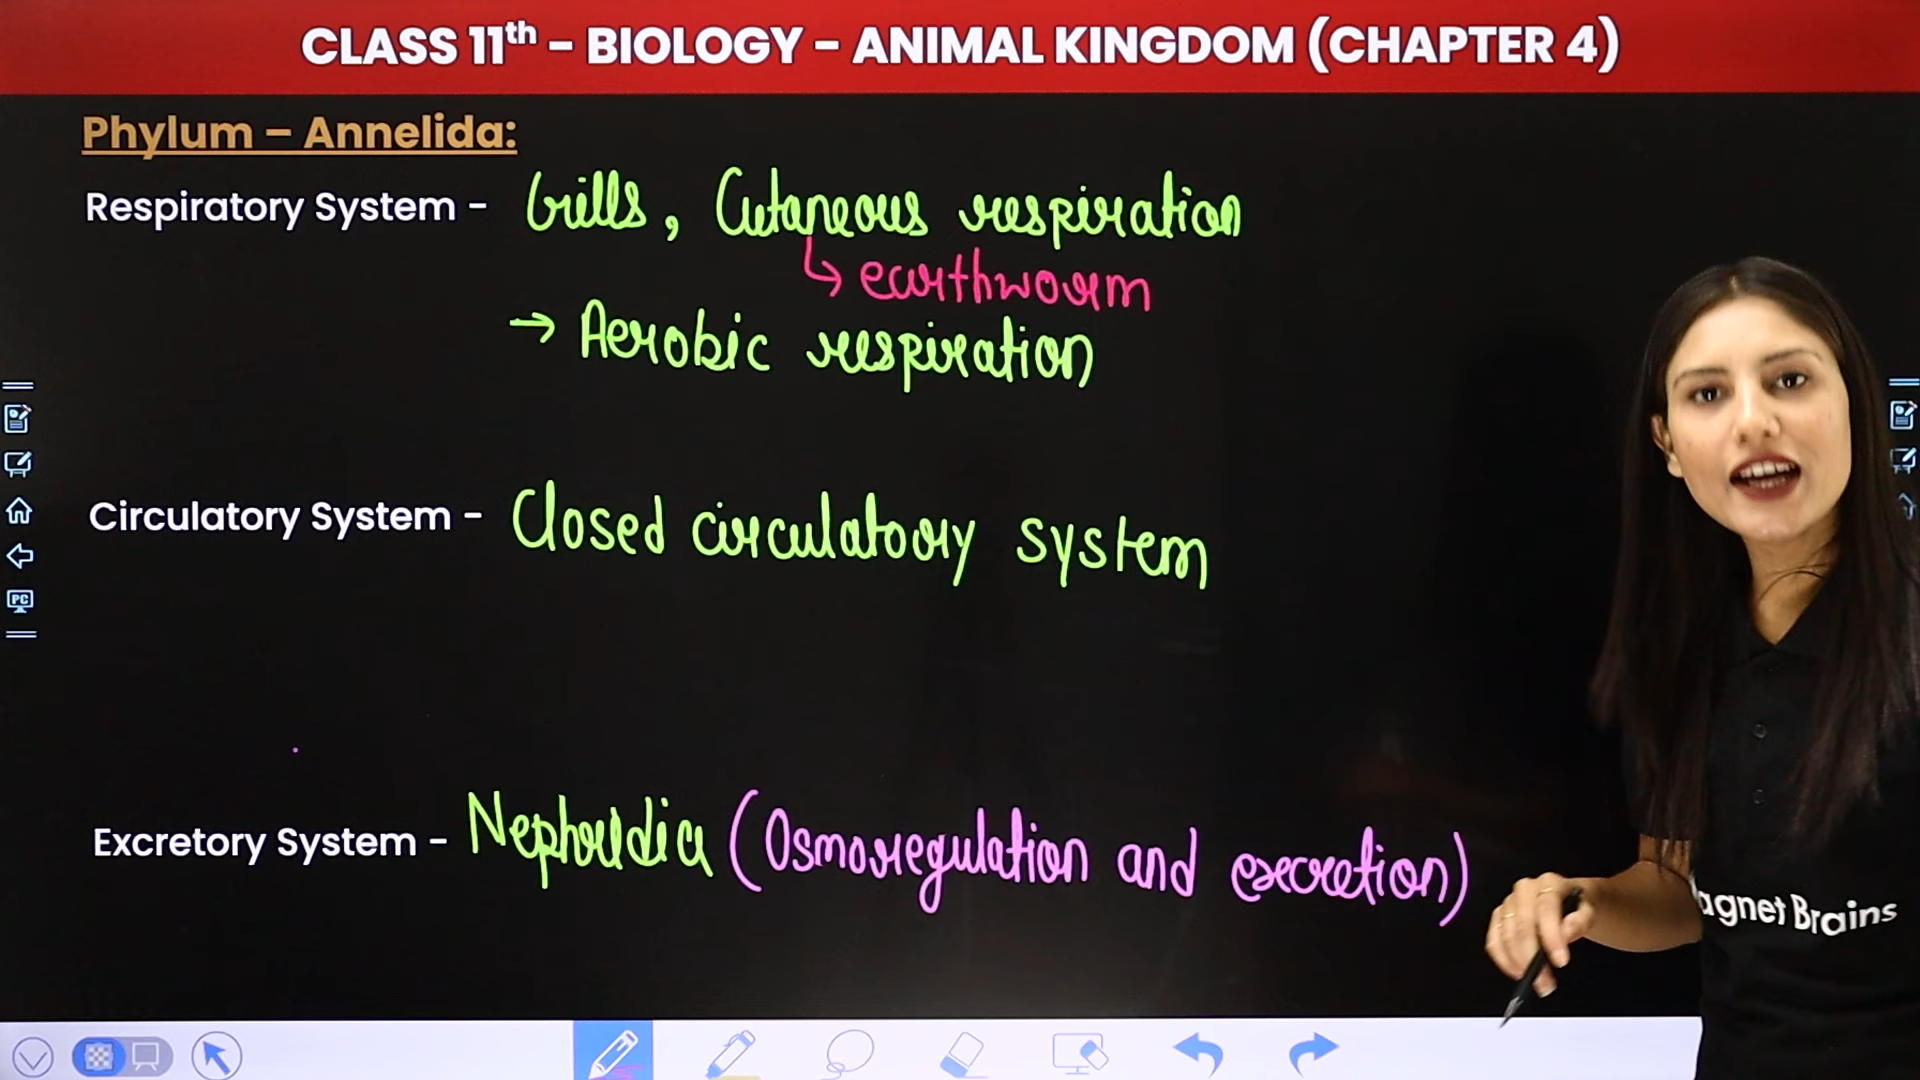 CLASS 11th – BIOLOGY – ANIMAL KINGDOM (CHAPTER 4)
Phylum – Annelida:
Respiratory System - Gills, Cutaneous respiration
↳ earthworm
→ Aerobic respiration
Circulatory System - Closed circulatory system
Excretory System - Nephridia (Osmoregulation and excretion)
agnet Brains
PC